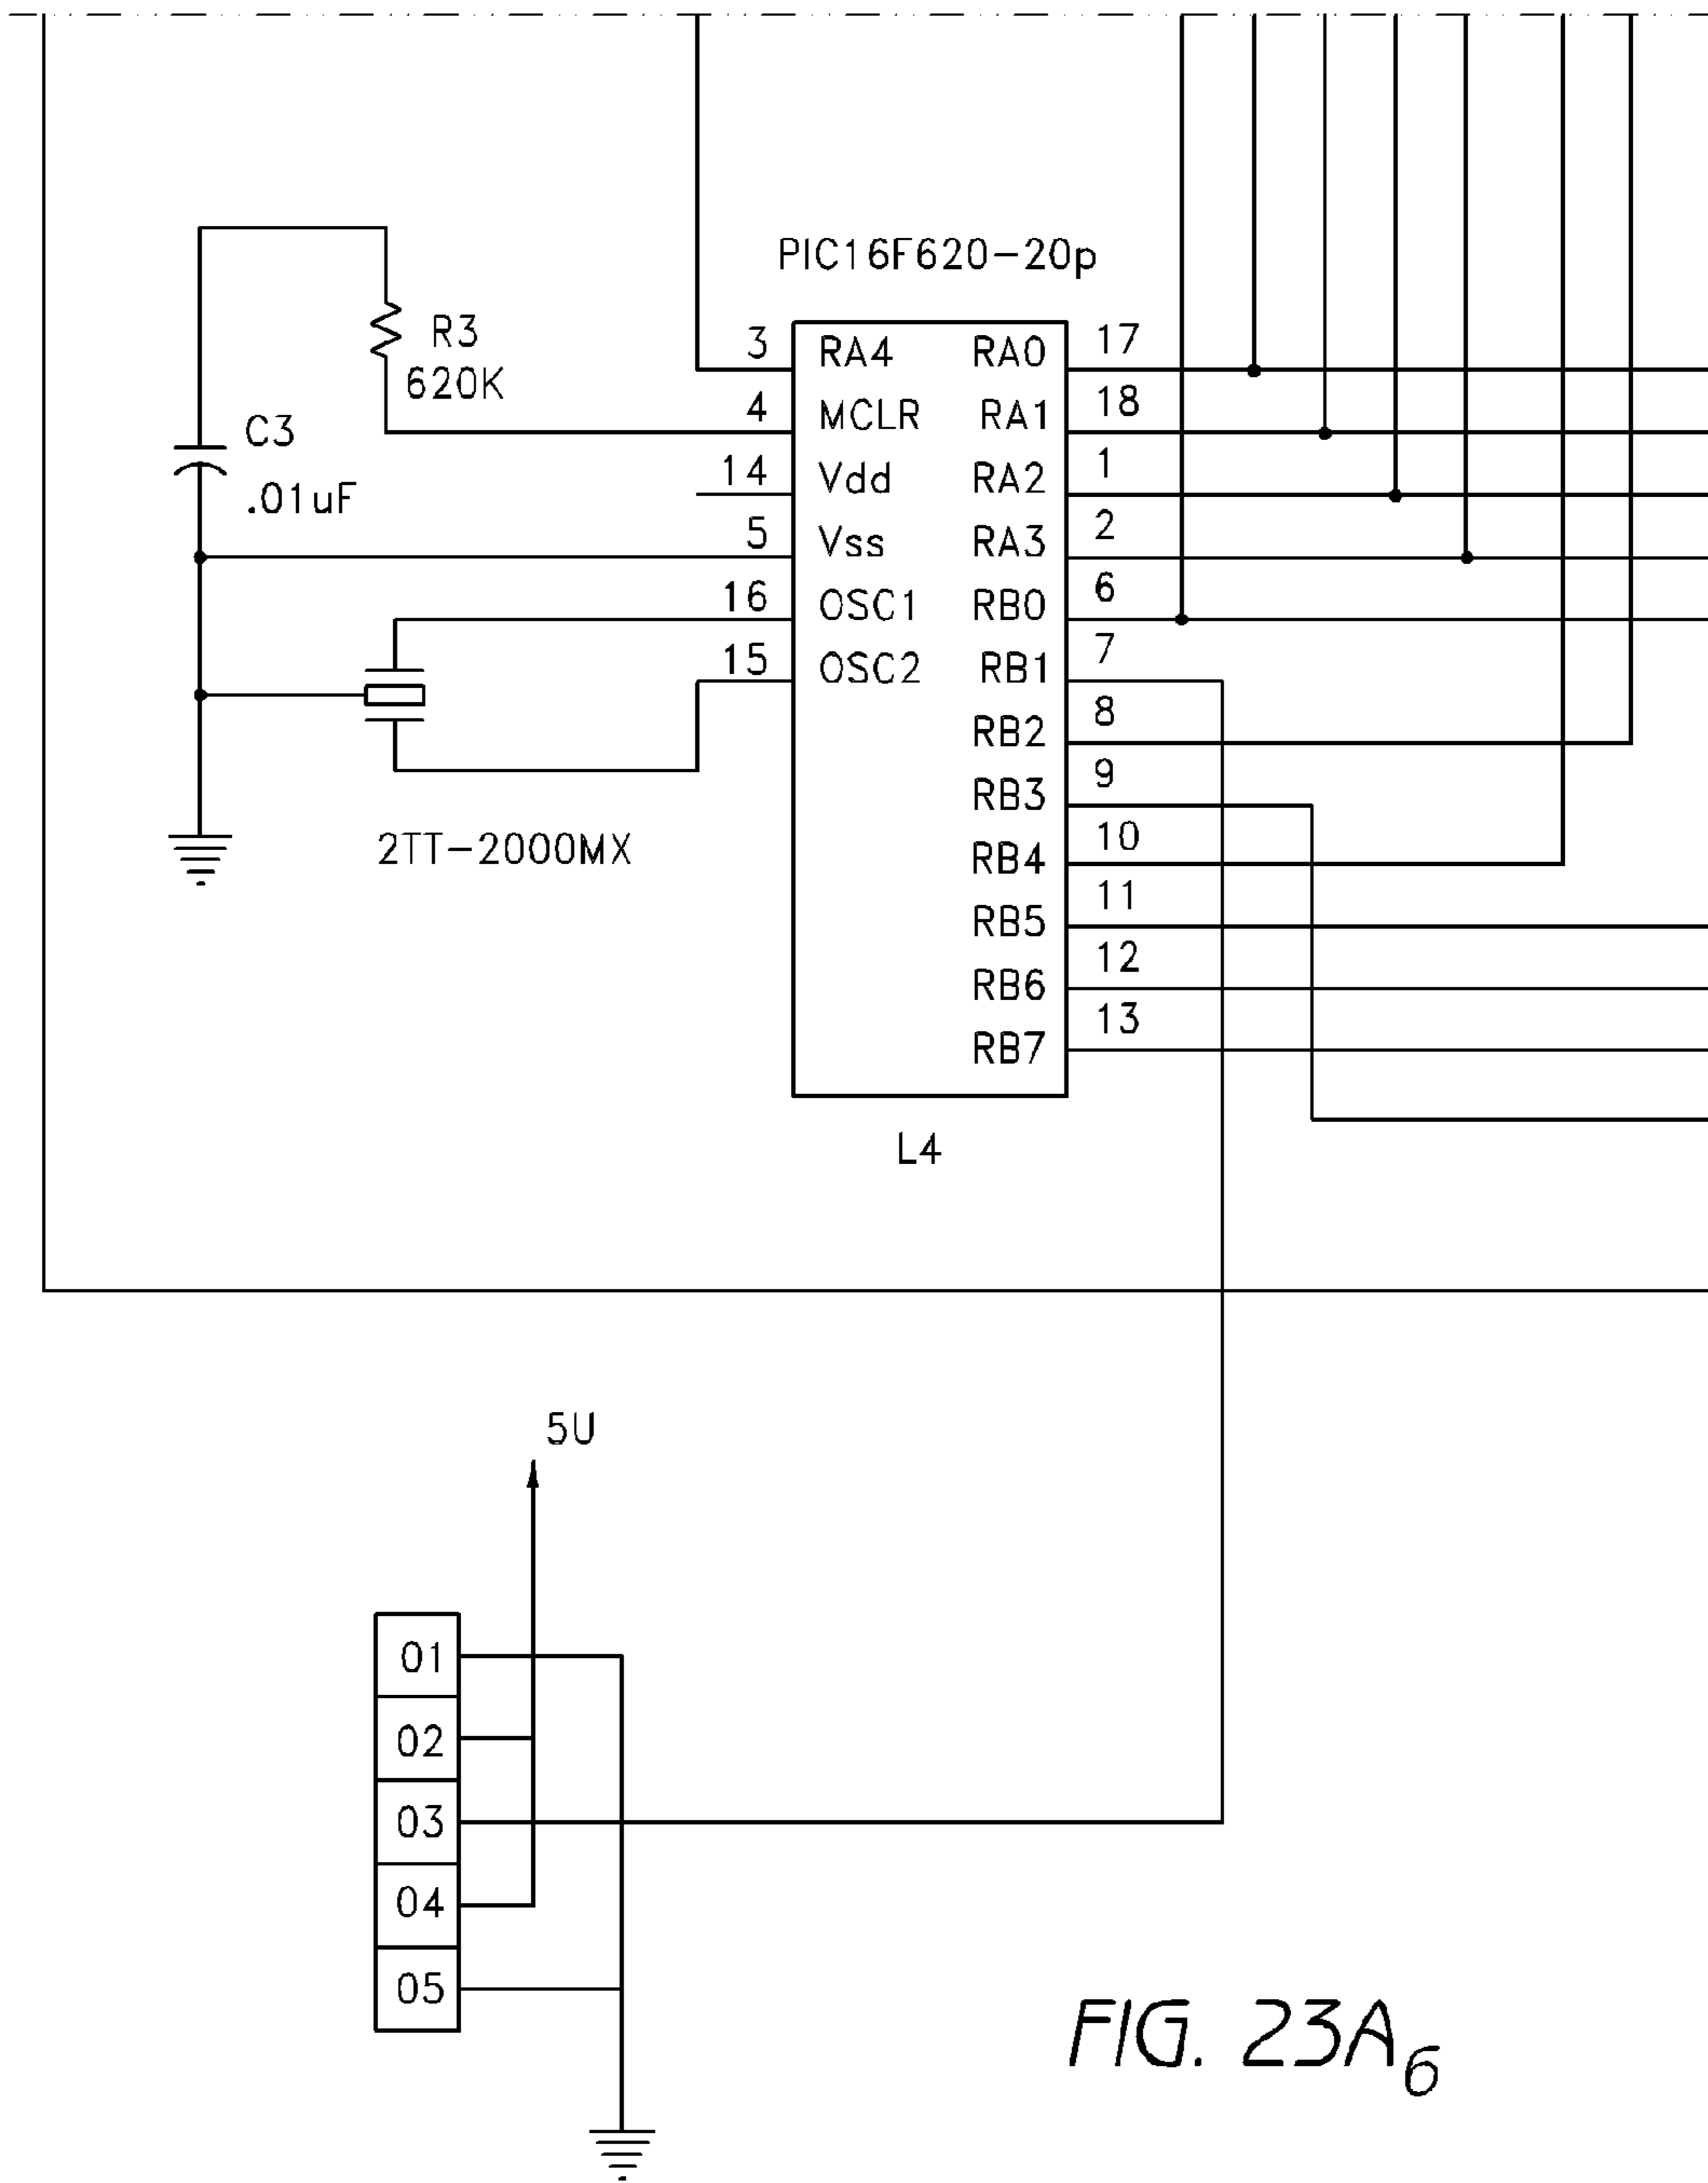 PIC16F620-20p
R3
620K
C3
.01uF
3 RA4 RA0 17
4 MCLR RA1 18
14 Vdd RA2 1
5 Vss RA3 2
16 OSC1 RB0 6
15 OSC2 RB1 7
RB2 8
RB3 9
RB4 10
RB5 11
RB6 12
RB7 13
2TT-2000MX
L4
5U
01
02
03
04
05
FIG. 23A6